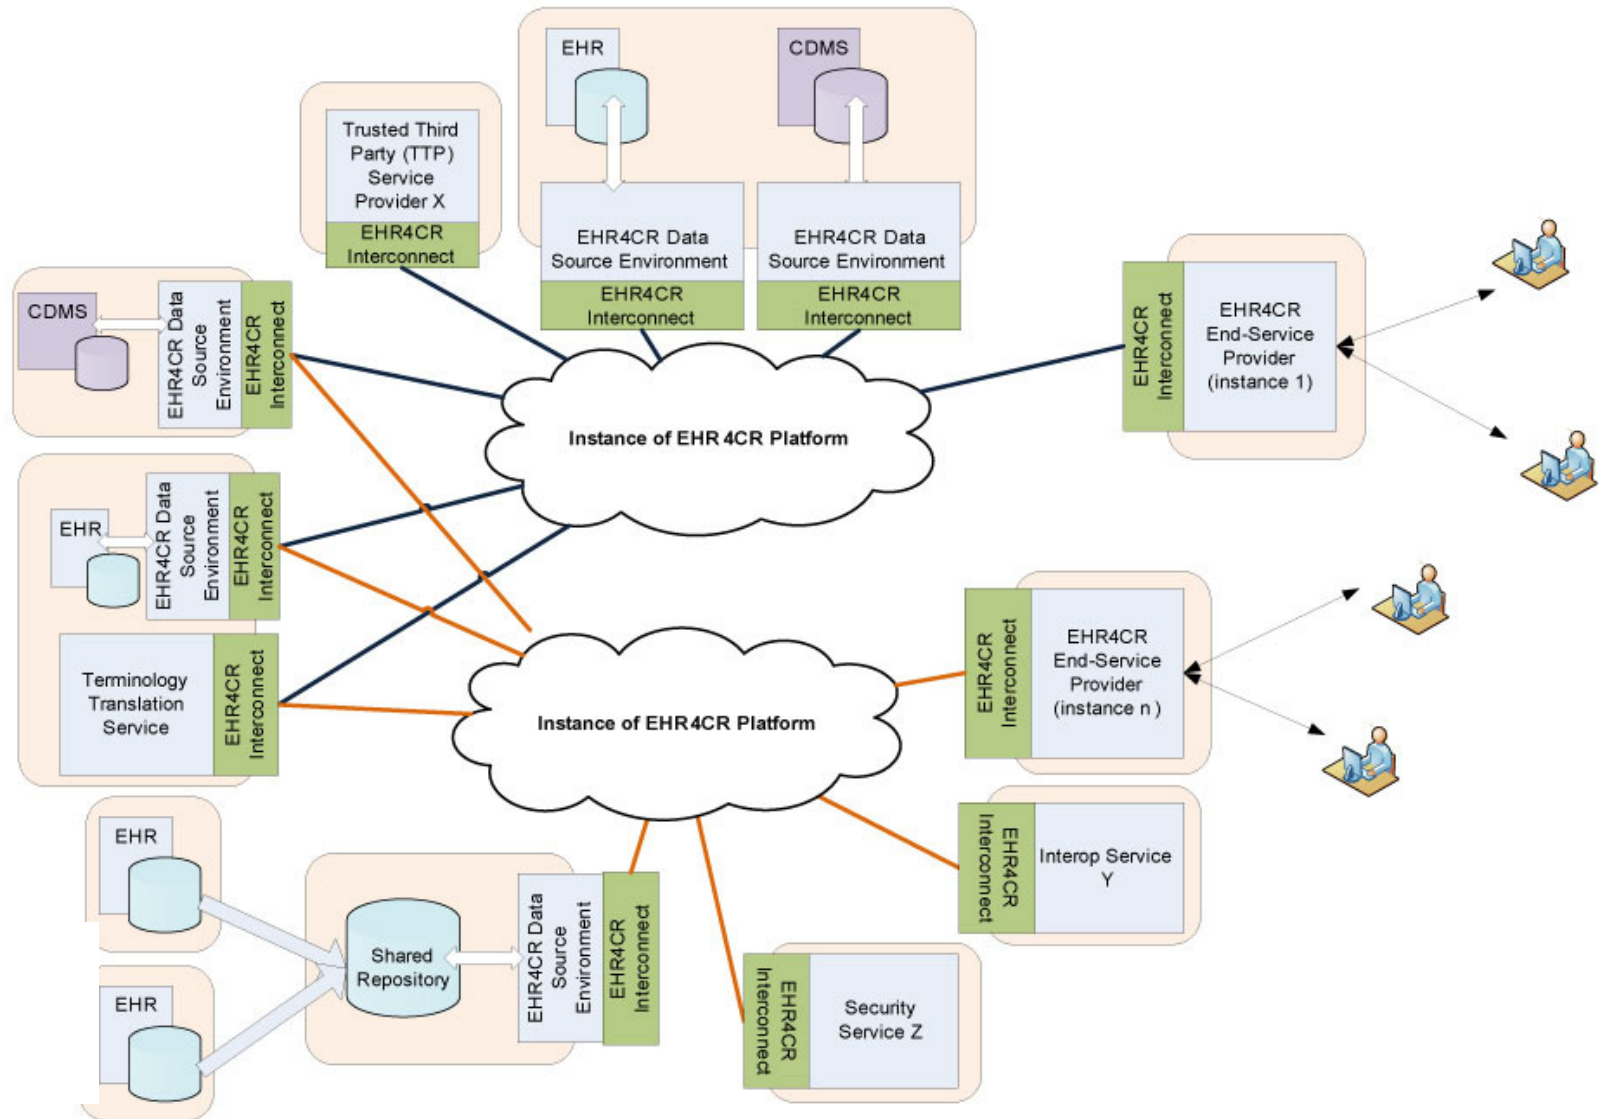 EHR
CDMS
Trusted Third
Party (TTP)
Service
Provider X
EHR4CR
Interconnect
EHR4CR Data
Source Environment
EHR4CR
Interconnect
EHR4CR Data
Source Environment
EHR4CR
Interconnect
CDMS
EHR4CR Data
Source
Environment
EHR4CR
Interconnect
EHR4CR
Interconnect
EHR4CR
End-Service
Provider
(instance 1)
Instance of EHR4CR Platform
EHR
EHR4CR Data
Source
Environment
EHR4CR
Interconnect
Terminology
Translation
Service
EHR4CR
Interconnect
Instance of EHR4CR Platform
EHR4CR
Interconnect
EHR4CR
End-Service
Provider
(instance n)
EHR4CR
Interconnect
Interop Service
Y
EHR
EHR
Shared
Repository
EHR4CR Data
Source
Environment
EHR4CR
Interconnect
EHR4CR
Interconnect
Security
Service Z